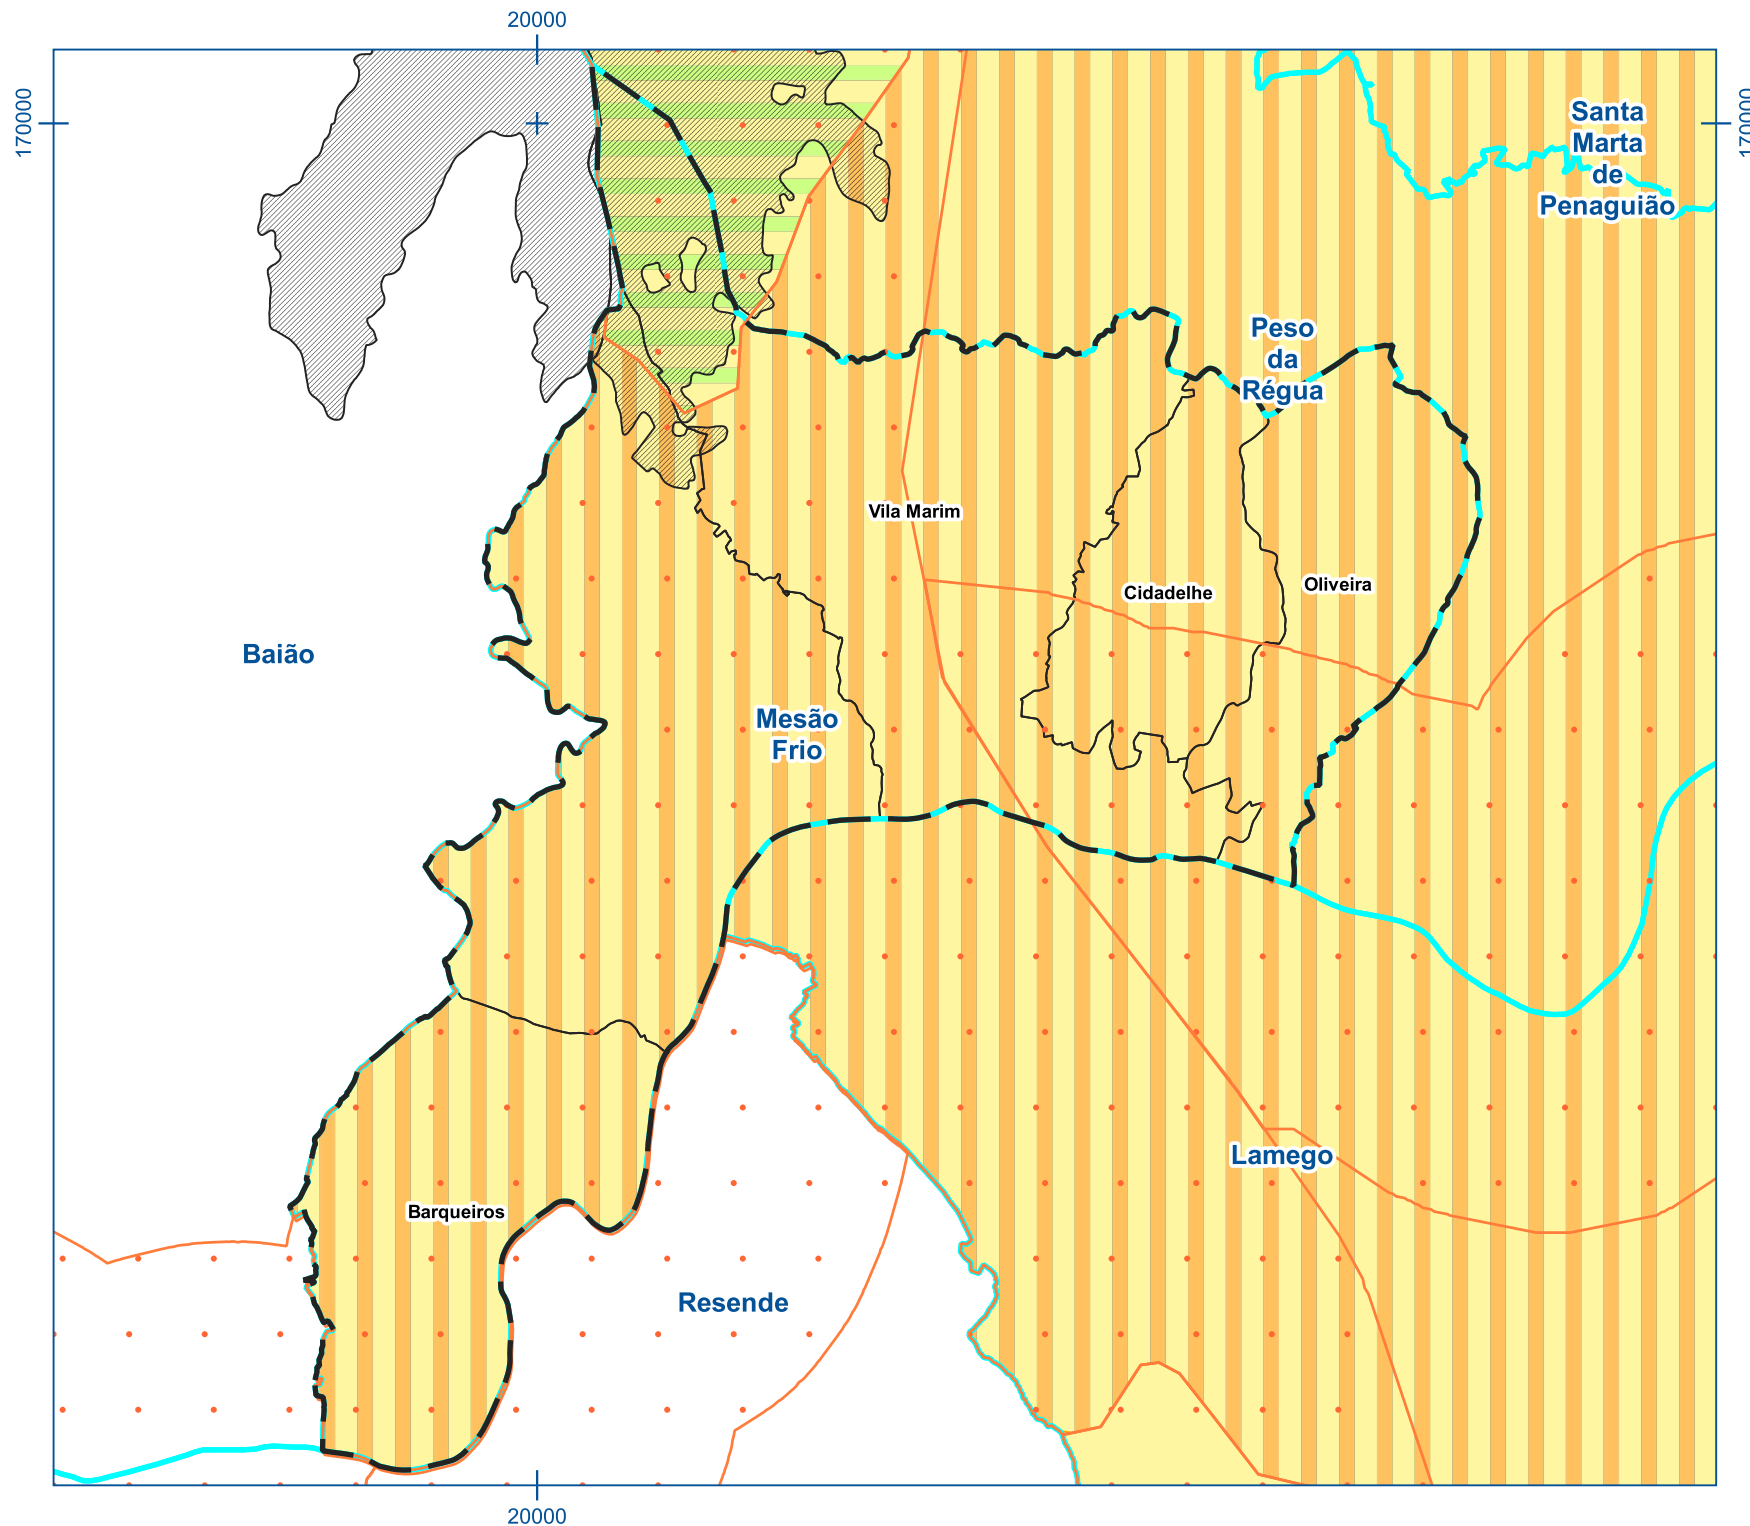 20000
170000
170000
Santa
Marta
de
Penaguião
Peso
da
Régua
Vila Marim
Cidadelhe
Oliveira
Baião
Mesão
Frio
Lamego
Barqueiros
Resende
20000